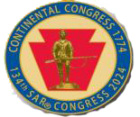 CONTINENTAL CONGRESS 1774
134th SAR® CONGRESS 2024